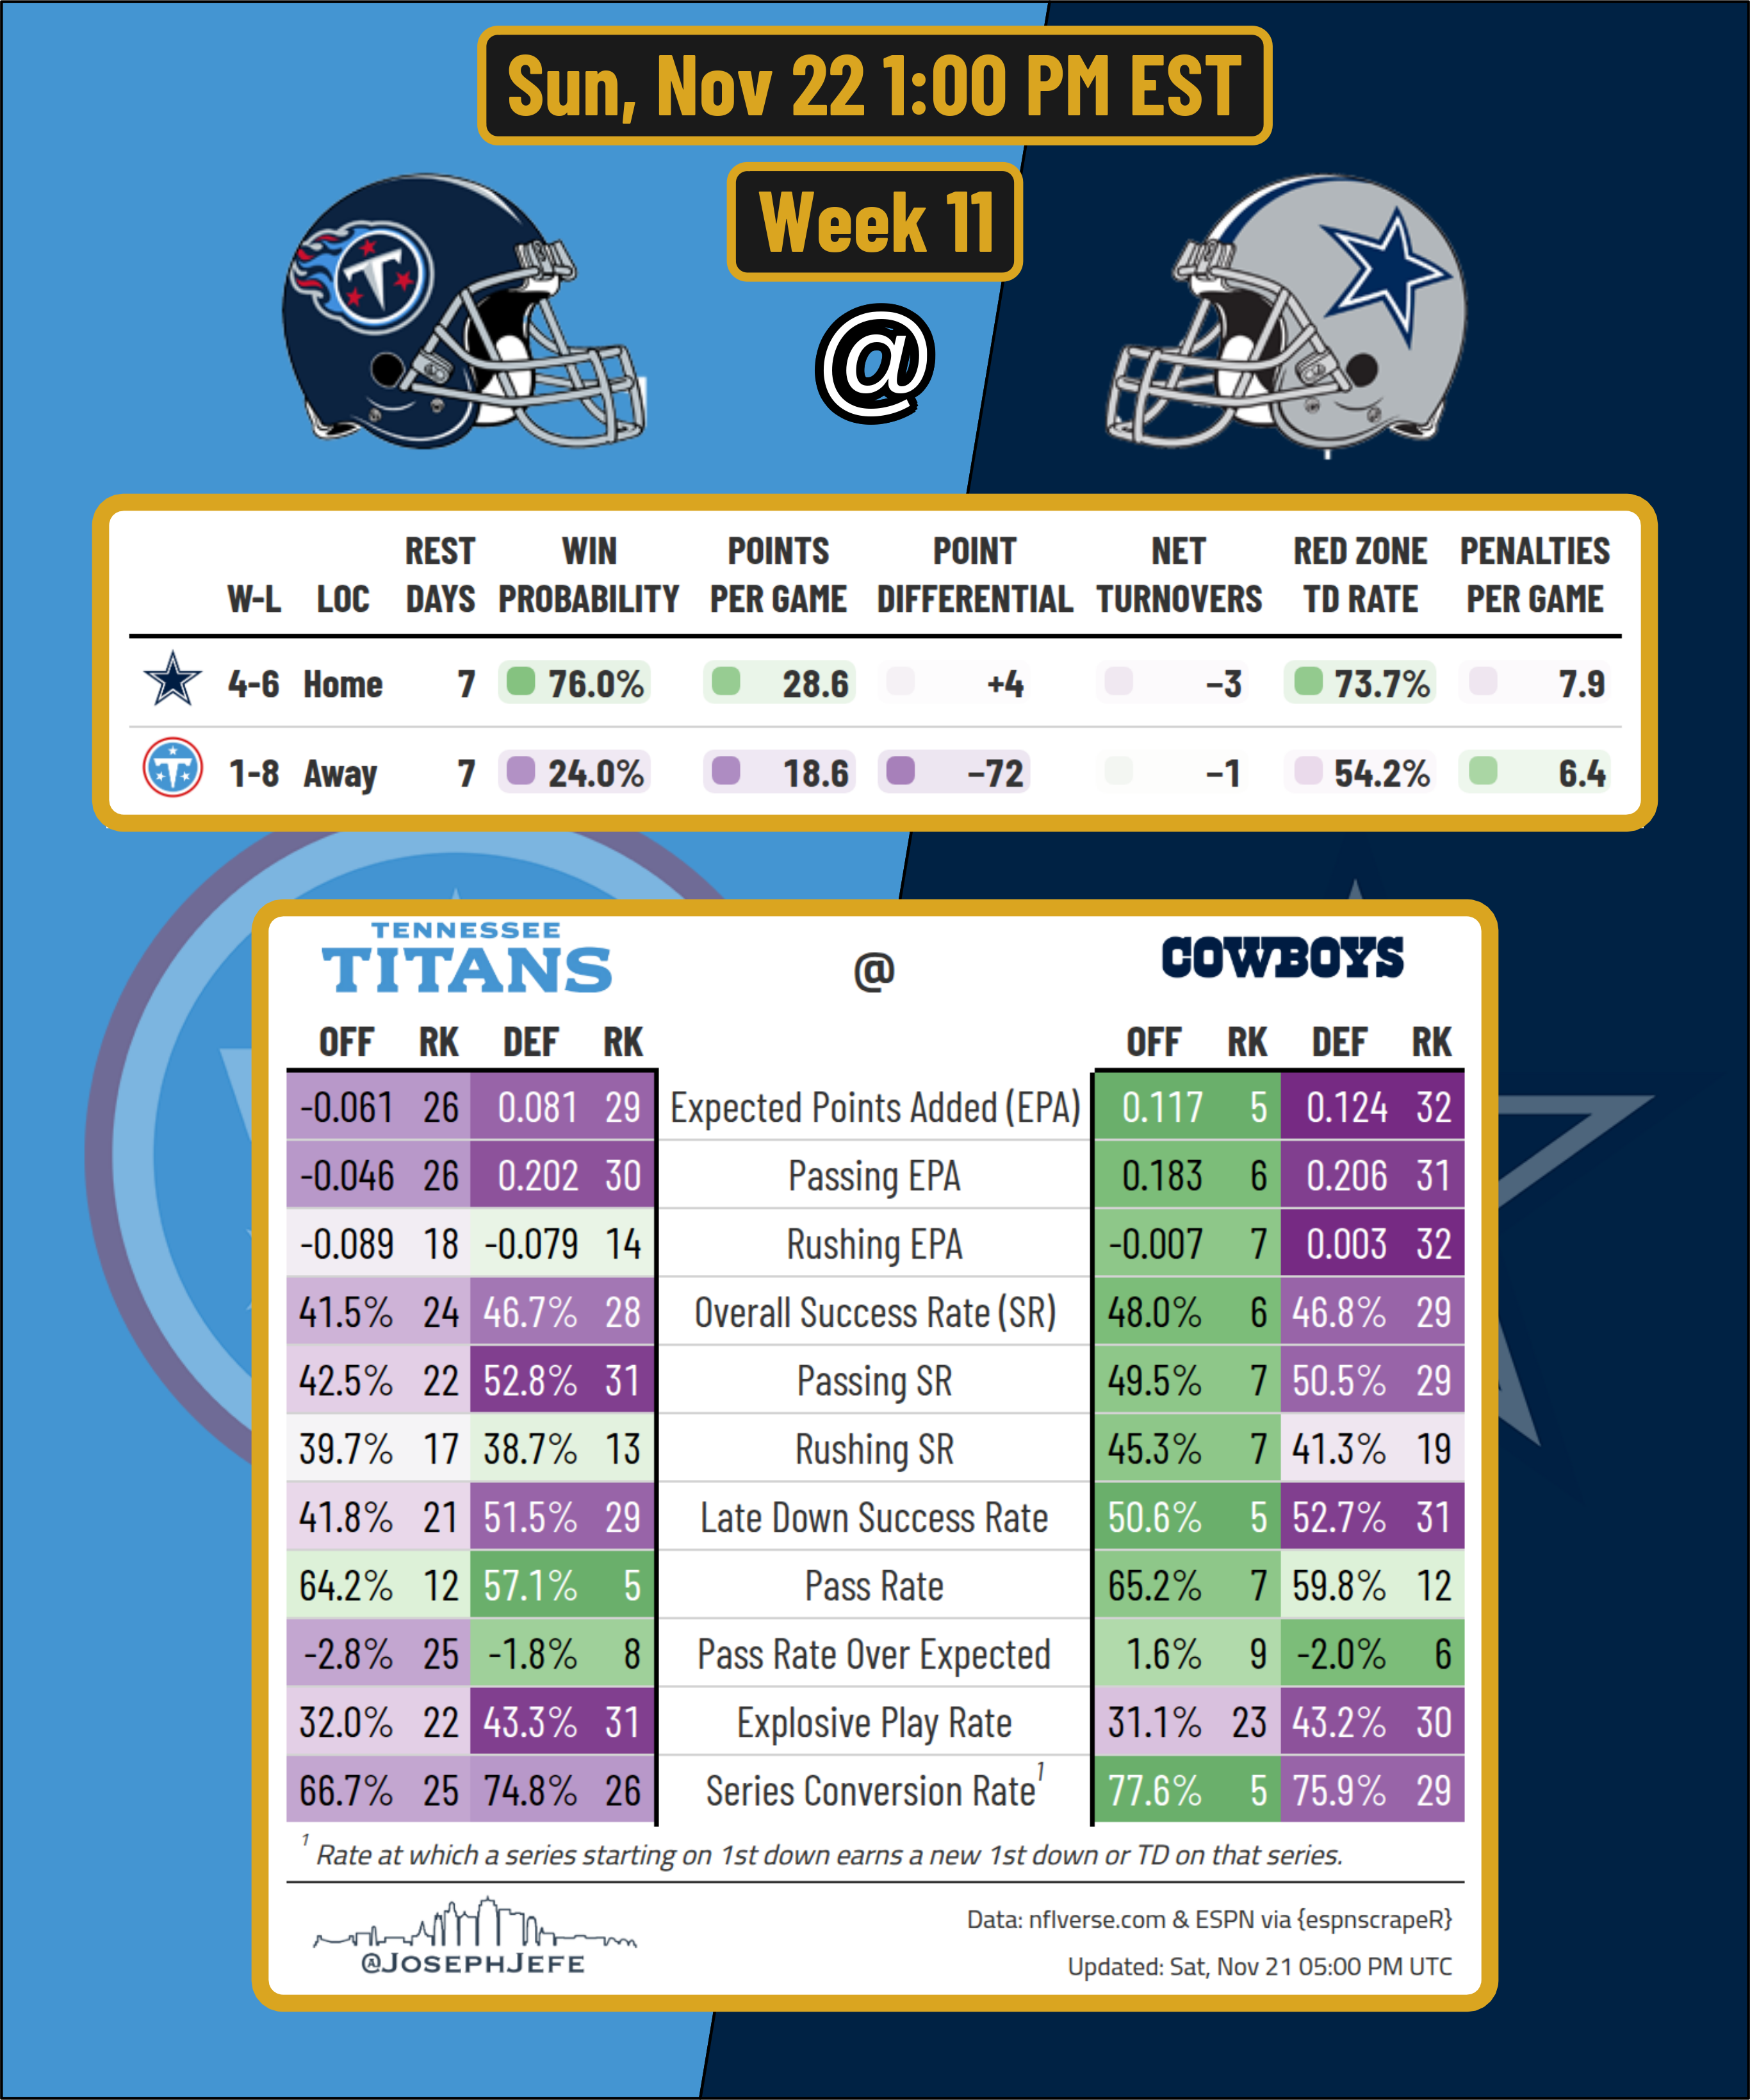 Sun, Nov 22 1:00 PM EST
Week 11
@
W-L LOC REST DAYS WIN PROBABILITY POINTS PER GAME POINT DIFFERENTIAL NET TURNOVERS RED ZONE TD RATE PENALTIES PER GAME
4-6 Home 7 76.0% 28.6 +4 −3 73.7% 7.9
1-8 Away 7 24.0% 18.6 −72 −1 54.2% 6.4
TENNESSEE
TITANS @ COWBOYS
OFF RK DEF RK OFF RK DEF RK
-0.061 26 0.081 29 Expected Points Added (EPA) 0.117 5 0.124 32
-0.046 26 0.202 30 Passing EPA 0.183 6 0.206 31
-0.089 18 -0.079 14 Rushing EPA -0.007 7 0.003 32
41.5% 24 46.7% 28 Overall Success Rate (SR) 48.0% 6 46.8% 29
42.5% 22 52.8% 31 Passing SR 49.5% 7 50.5% 29
39.7% 17 38.7% 13 Rushing SR 45.3% 7 41.3% 19
41.8% 21 51.5% 29 Late Down Success Rate 50.6% 5 52.7% 31
64.2% 12 57.1% 5 Pass Rate 65.2% 7 59.8% 12
-2.8% 25 -1.8% 8 Pass Rate Over Expected 1.6% 9 -2.0% 6
32.0% 22 43.3% 31 Explosive Play Rate 31.1% 23 43.2% 30
66.7% 25 74.8% 26 Series Conversion Rate¹ 77.6% 5 75.9% 29
¹ Rate at which a series starting on 1st down earns a new 1st down or TD on that series.
@JOSEPHJEFE
Data: nflverse.com & ESPN via {espnscrapeR}
Updated: Sat, Nov 21 05:00 PM UTC